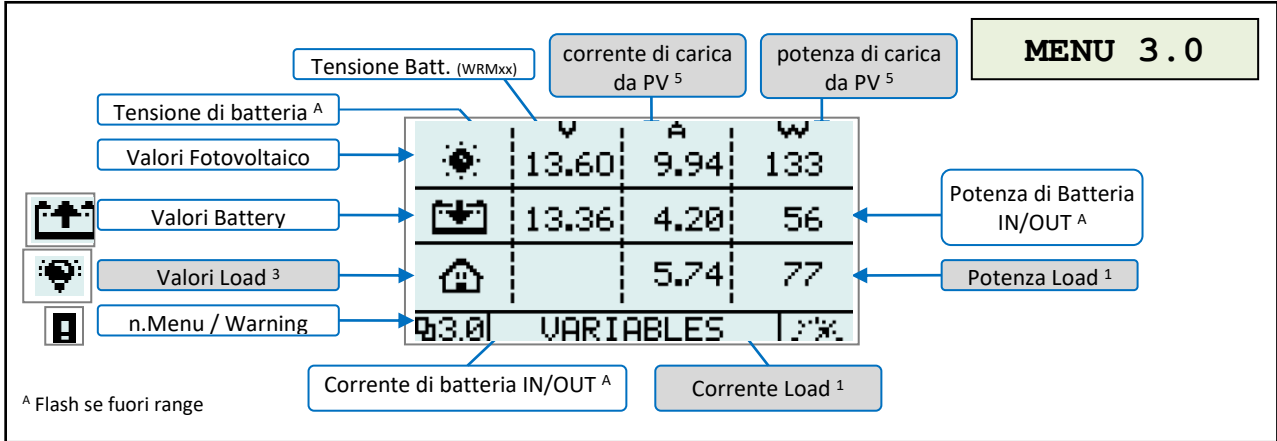 MENU 3.0
Tensione Batt. (WRMxx)
corrente di carica
da PV 5
potenza di carica
da PV 5
Tensione di batteria A
Valori Fotovoltaico
Valori Battery
Valori Load 3
n.Menu / Warning
V A W
13.60 9.94 133
13.36 4.20 56
5.74 77
3.0 VARIABLES
Potenza di Batteria
IN/OUT A
Potenza Load 1
Corrente di batteria IN/OUT A
Corrente Load 1
A Flash se fuori range